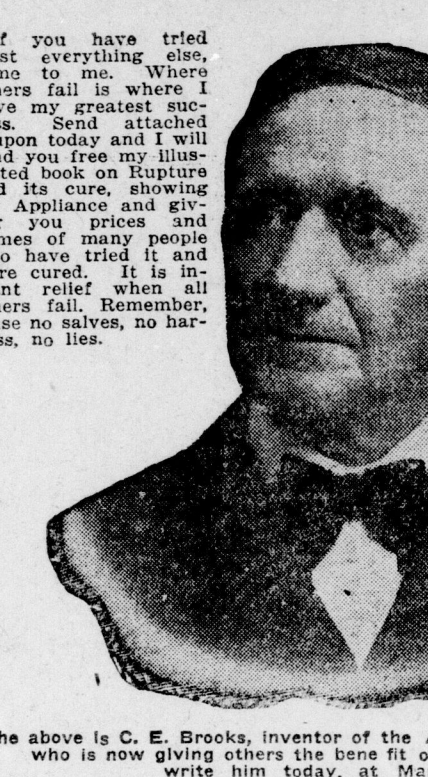 f you have tried
st everything else,
ne to me. Where
ners fail is where I
ve my greatest suc-
ss. Send attached
upon today and I will
nd you free my illus-
ted book on Rupture
d its cure, showing
Appliance and giv-
r you prices and
mes of many people
o have tried it and
re cured. It is in-
nt relief when all
ners fail. Remember,
se no salves, no har-
ss, no lies.
he above is C. E. Brooks, inventor of the A
who is now giving others the bene fit o
write him today, at Ma